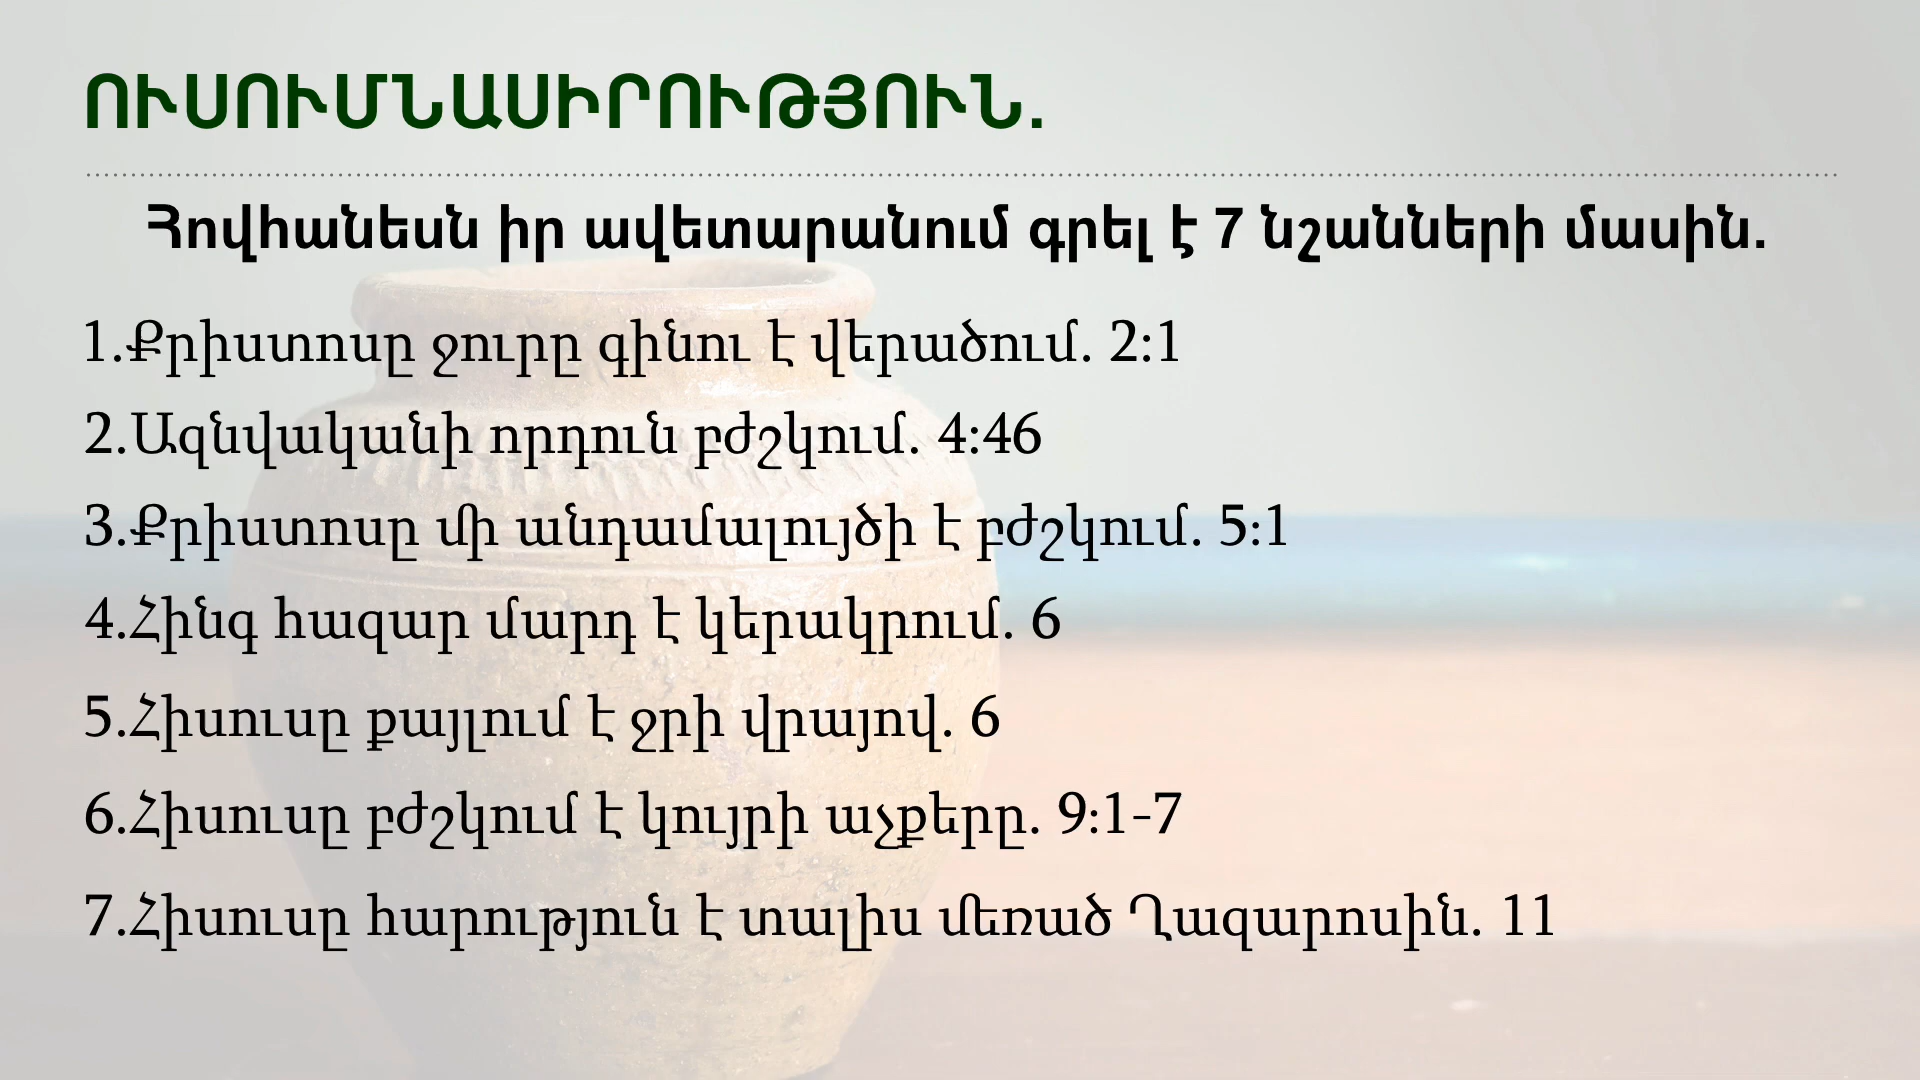 ՈՒՍՈՒՄՆԱՍԻՐՈՒԹՅՈՒՆ.
Հովհանեսն իր ավետարանում գրել է 7 նշանների մասին.
1.Քրիստոսը ջուրը գինու է վերածում. 2:1
2.Ազնվականի որդուն բժշկում. 4:46
3.Քրիստոսը մի անդամալույծի է բժշկում. 5:1
4.Հինգ հազար մարդ է կերակրում. 6
5.Հիսուսը քայլում է ջրի վրայով. 6
6.Հիսուսը բժշկում է կույրի աչքերը. 9:1-7
7.Հիսուսը հարություն է տալիս մեռած Ղազարոսին. 11